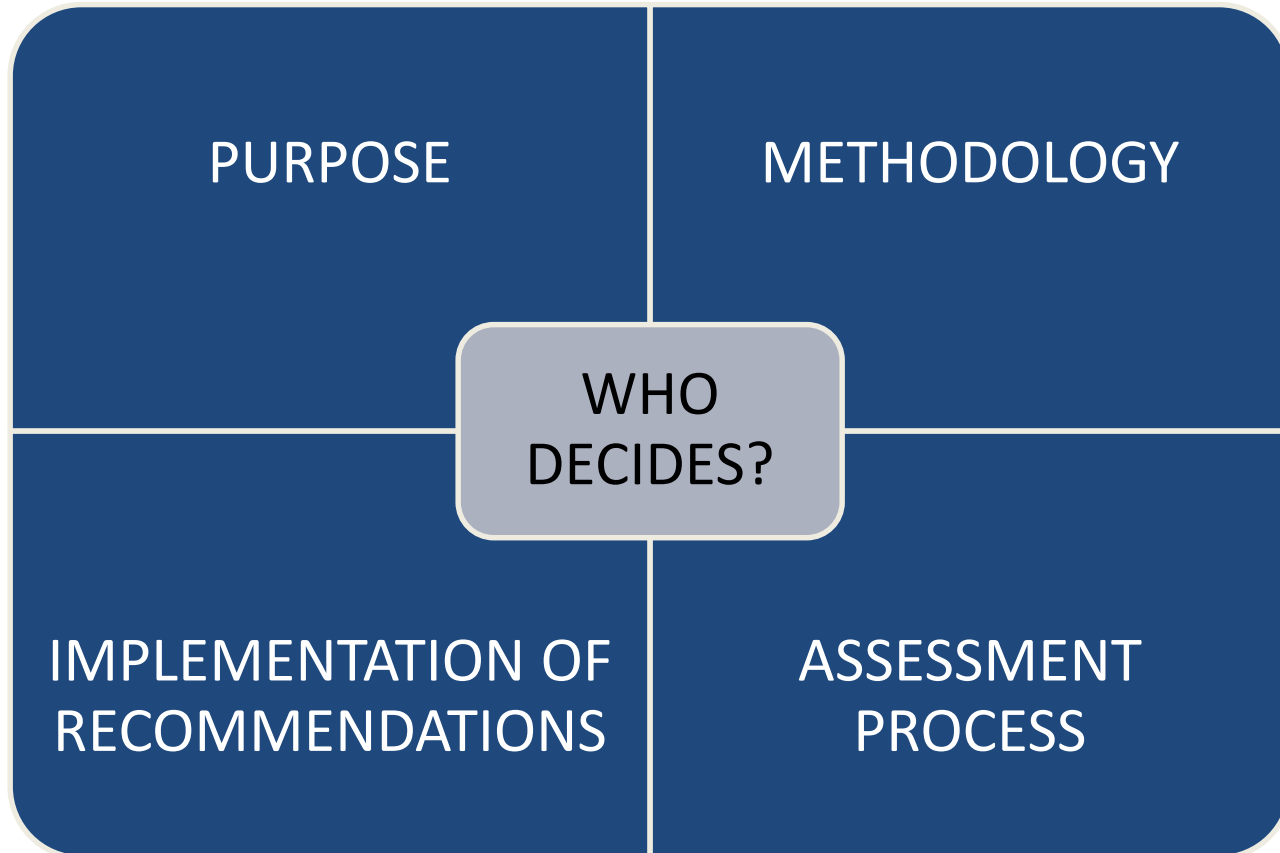 PURPOSE
METHODOLOGY
WHO
DECIDES?
IMPLEMENTATION OF
RECOMMENDATIONS
ASSESSMENT
PROCESS